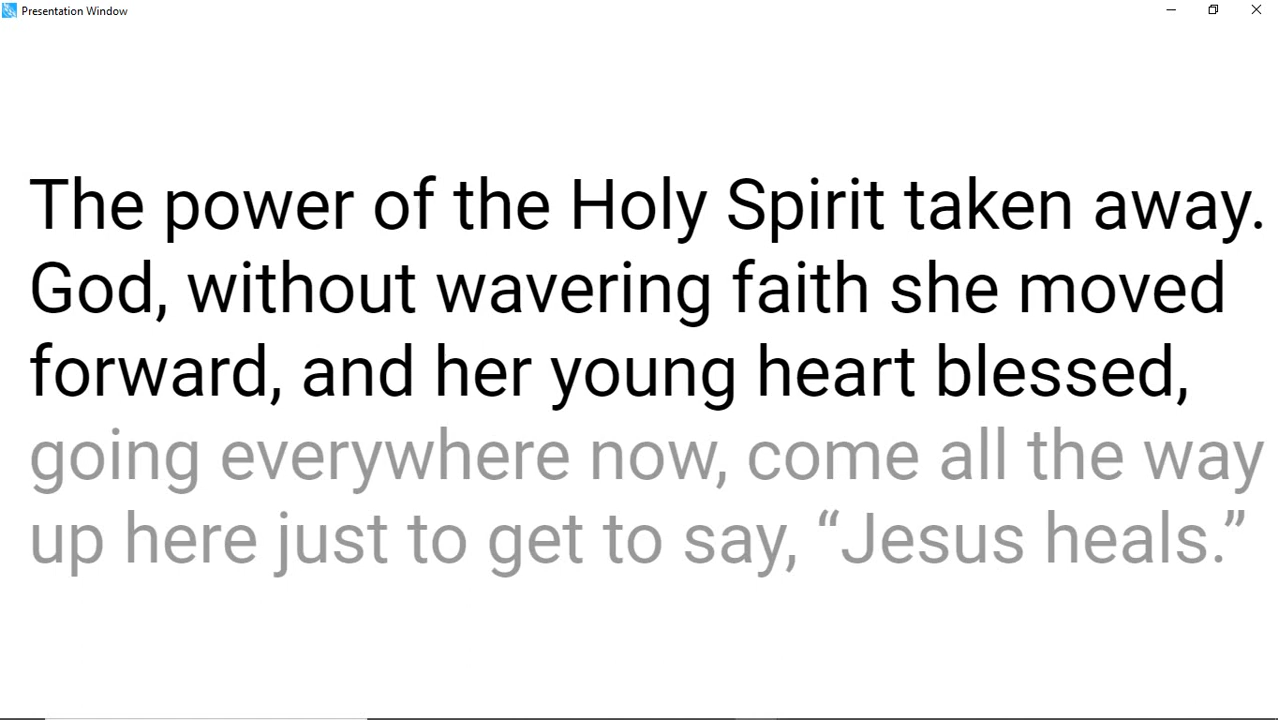 Presentation Window
The power of the Holy Spirit taken away.
God, without wavering faith she moved
forward, and her young heart blessed,
going everywhere now, come all the way
up here just to get to say, “Jesus heals.”